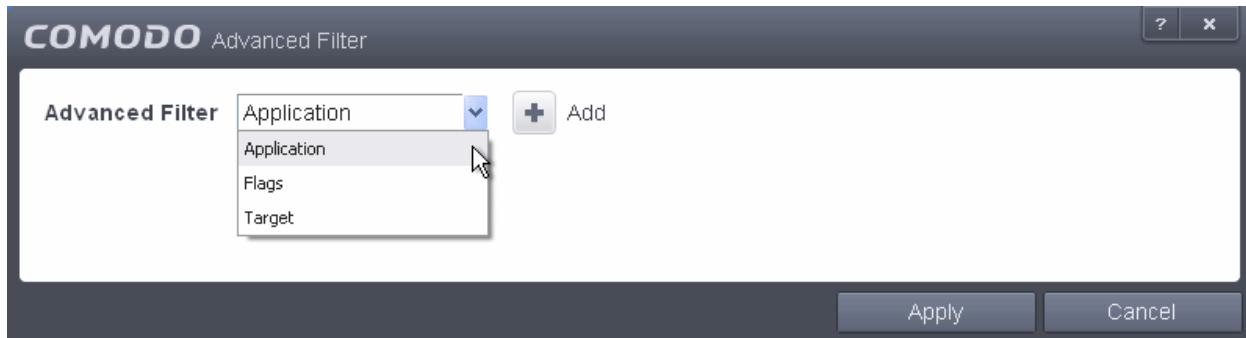 COMODO Advanced Filter
? x
Advanced Filter Application + Add
Application
Flags
Target
Apply Cancel